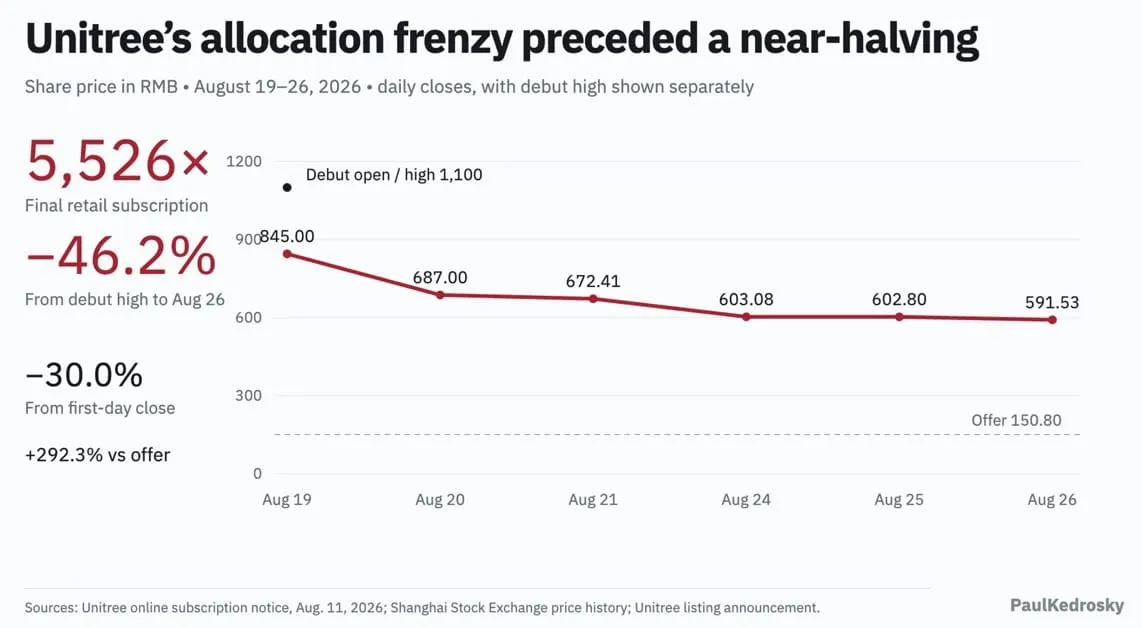 Unitree’s allocation frenzy preceded a near-halving
Share price in RMB • August 19–26, 2026 • daily closes, with debut high shown separately
5,526×
Final retail subscription
−46.2%
From debut high to Aug 26
−30.0%
From first-day close
+292.3% vs offer
1200
900
600
300
0
Debut open / high 1,100
845.00
687.00
672.41
603.08
602.80
591.53
Offer 150.80
Aug 19
Aug 20
Aug 21
Aug 24
Aug 25
Aug 26
Sources: Unitree online subscription notice, Aug. 11, 2026; Shanghai Stock Exchange price history; Unitree listing announcement.
PaulKedrosky